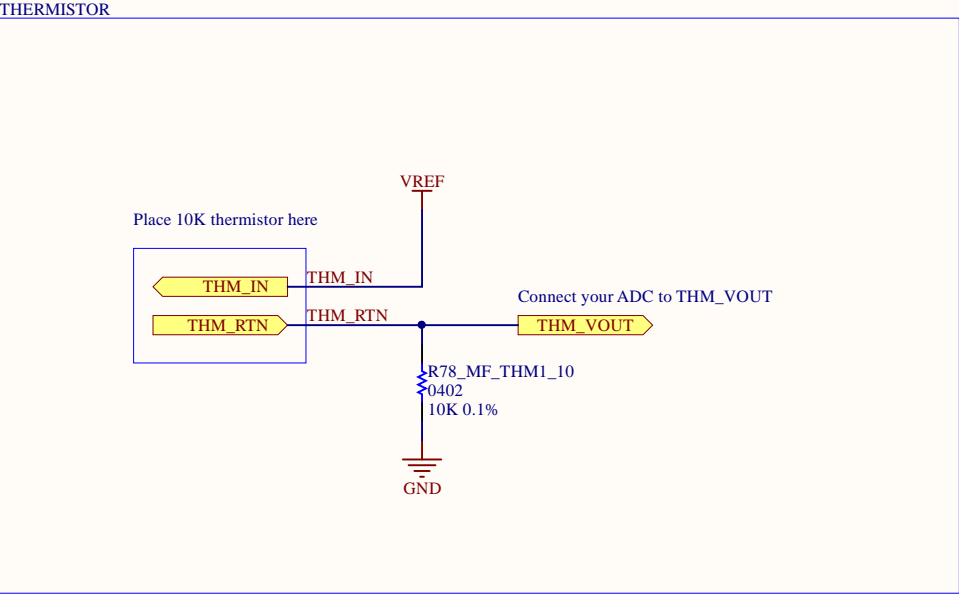 THERMISTOR
VREF
Place 10K thermistor here
THM_IN
THM_IN
Connect your ADC to THM_VOUT
THM_RTN
THM_RTN
THM_VOUT
R78_MF_THM1_10
0402
10K 0.1%
GND